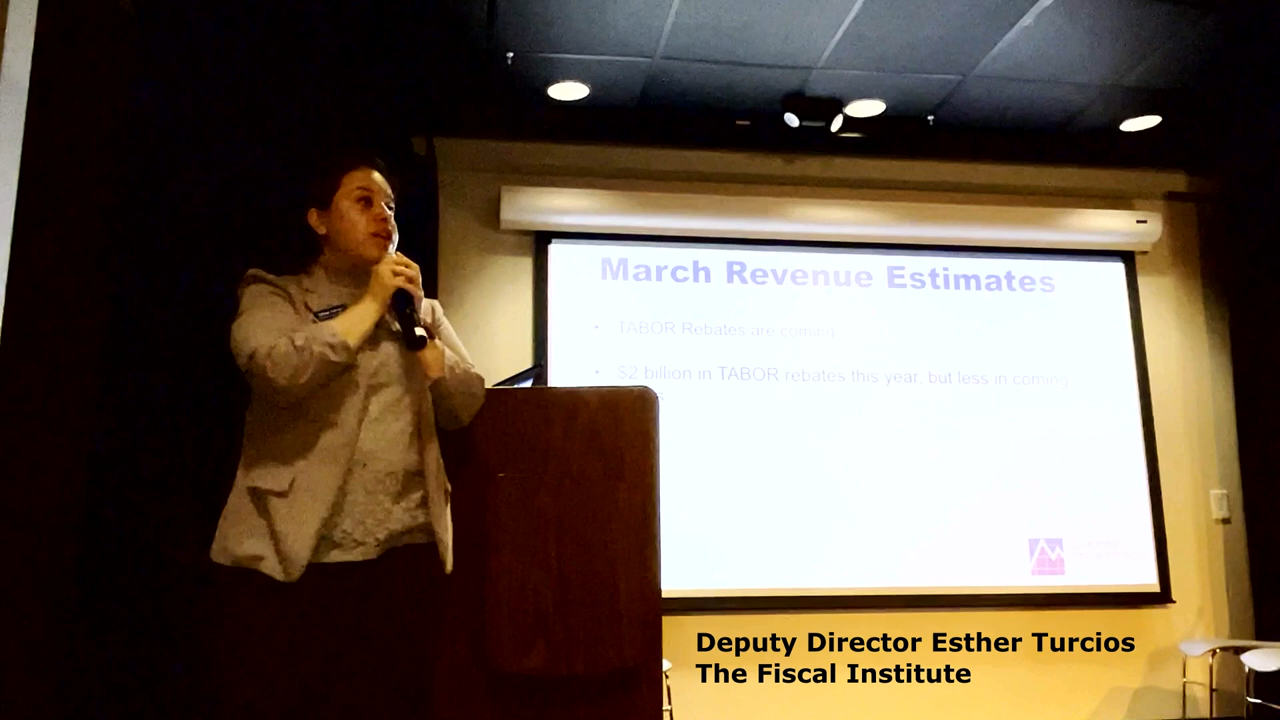 March Revenue Estimates
• TABOR Rebates are coming
• $2 billion in TABOR rebates this year, but less in coming
Deputy Director Esther Turcios
The Fiscal Institute